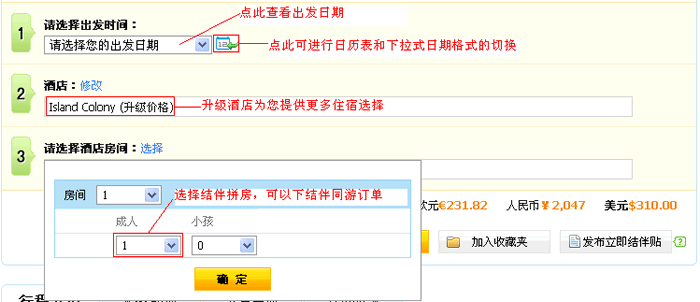 点此查看出发日期
1 请选择出发时间：
请选择您的出发日期
12
点此可进行日历表和下拉式日期格式的切换
2 酒店：修改
Island Colony (升级价格)
升级酒店为您提供更多住宿选择
3 请选择酒店房间：选择
房间 1 选择结伴拼房，可以下结伴同游订单
欧元€231.82 人民币￥2,047 美元$310.00
成人 小孩
1 0
加入收藏夹 发布立即结伴贴 ?
确 定